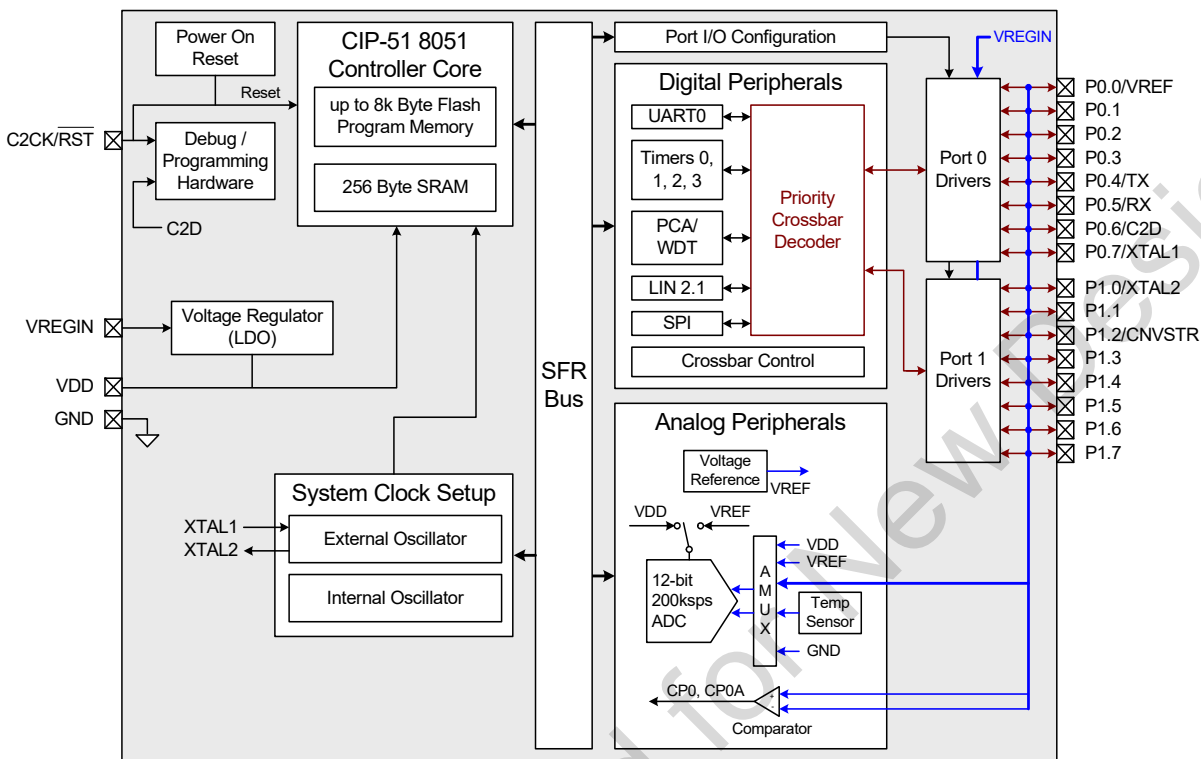 Power On
Reset
Reset
C2CK/RST
Debug /
Programming
Hardware
C2D
CIP-51 8051
Controller Core
up to 8k Byte Flash
Program Memory
256 Byte SRAM
VREGIN
Voltage Regulator
(LDO)
VDD
GND
System Clock Setup
XTAL1
XTAL2
External Oscillator
Internal Oscillator
SFR
Bus
Port I/O Configuration
Digital Peripherals
UART0
Timers 0,
1, 2, 3
PCA/
WDT
LIN 2.1
SPI
Priority
Crossbar
Decoder
Crossbar Control
Analog Peripherals
Voltage
Reference
VREF
VDD
VREF
12-bit
200ksps
ADC
A
M
U
X
VDD
VREF
Temp
Sensor
GND
CP0, CP0A
+
-
Comparator
VREGIN
Port 0
Drivers
Port 1
Drivers
P0.0/VREF
P0.1
P0.2
P0.3
P0.4/TX
P0.5/RX
P0.6/C2D
P0.7/XTAL1
P1.0/XTAL2
P1.1
P1.2/CNVSTR
P1.3
P1.4
P1.5
P1.6
P1.7
for New Desi